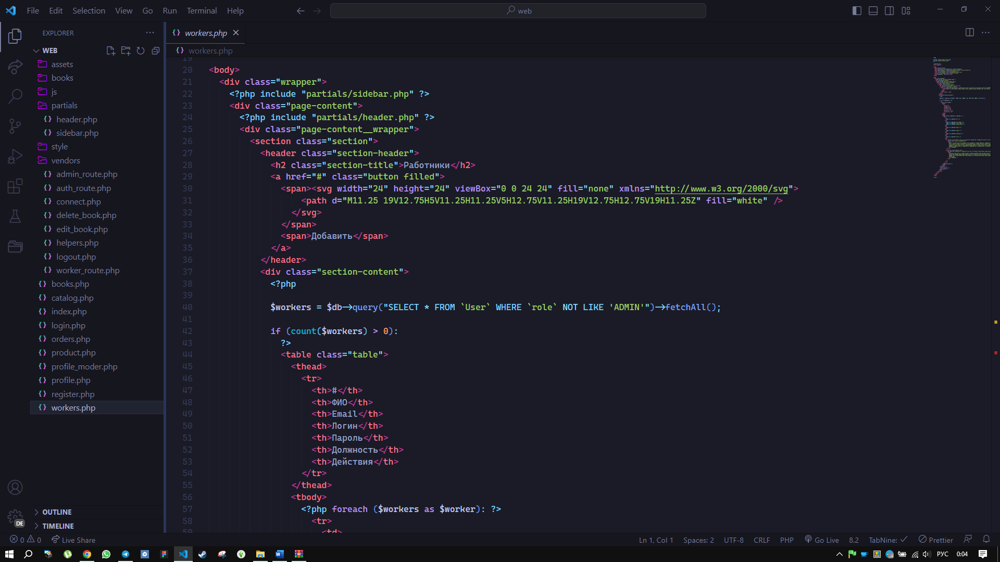 File Edit Selection View Go Run Terminal Help
web
EXPLORER
WEB
assets
books
js
partials
header.php
sidebar.php
style
vendors
admin_route.php
auth_route.php
connect.php
delete_book.php
edit_book.php
helpers.php
logout.php
worker_route.php
books.php
catalog.php
index.php
login.php
orders.php
product.php
profile_moder.php
profile.php
register.php
workers.php
OUTLINE
TIMELINE
DE
workers.php
workers.php
19
20 <body>
21 <div class="wrapper">
22 <?php include "partials/sidebar.php" ?>
23 <div class="page-content">
24 <?php include "partials/header.php" ?>
25 <div class="page-content__wrapper">
26 <section class="section">
27 <header class="section-header">
28 <h2 class="section-title">Работники</h2>
29 <a href="#" class="button filled">
30 <span><svg width="24" height="24" viewBox="0 0 24 24" fill="none" xmlns="http://www.w3.org/2000/svg">
31 <path d="M11.25 19V12.75H5V11.25H11.25V5H12.75V11.25H19V12.75H12.75V19H11.25Z" fill="white" />
32 </svg>
33 </span>
34 <span>Добавить</span>
35 </a>
36 </header>
37 <div class="section-content">
38 <?php
39
40 $workers = $db->query("SELECT * FROM `User` WHERE `role` NOT LIKE 'ADMIN'")->fetchAll();
41
42 if (count($workers) > 0):
43 ?>
44 <table class="table">
45 <thead>
46 <tr>
47 <th>#</th>
48 <th>ФИО</th>
49 <th>Email</th>
50 <th>Логин</th>
51 <th>Пароль</th>
52 <th>Должность</th>
53 <th>Действия</th>
54 </tr>
55 </thead>
56 <tbody>
57 <?php foreach ($workers as $worker): ?>
58 <tr>
59 <td>
0 0 Live Share
Ln 1, Col 1 Spaces: 2 UTF-8 CRLF PHP Go Live 8.2 TabNine: Prettier
РУС 0:04